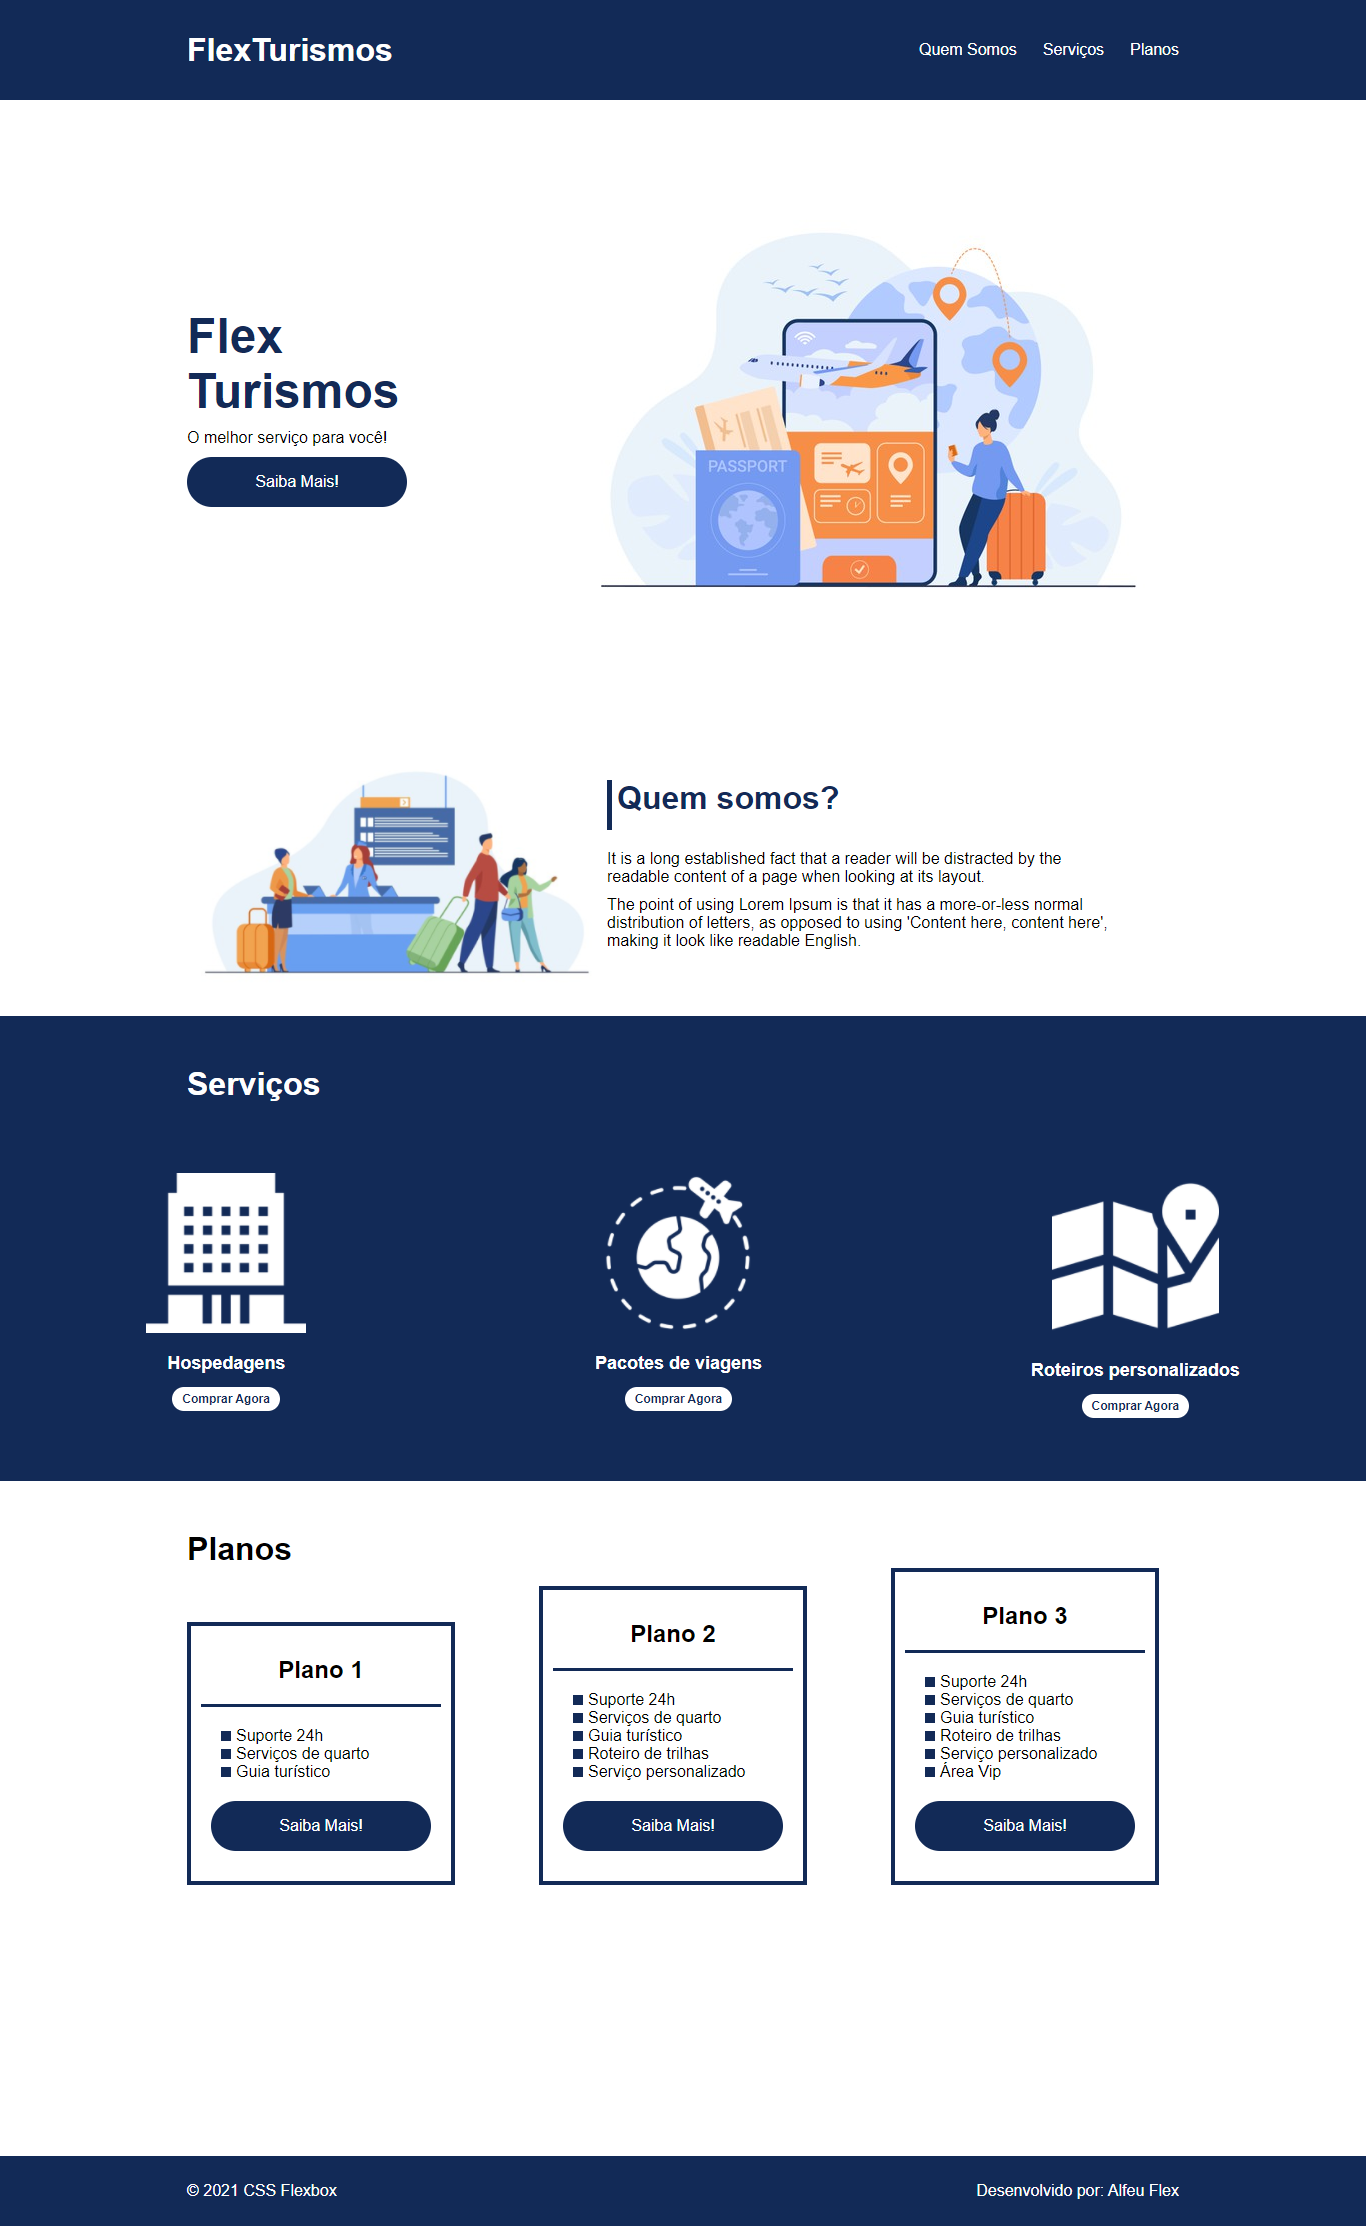 FlexTurismos
Quem Somos Serviços Planos
Flex
Turismos
O melhor serviço para você!
Saiba Mais!
PASSPORT
Quem somos?
It is a long established fact that a reader will be distracted by the
readable content of a page when looking at its layout.
The point of using Lorem Ipsum is that it has a more-or-less normal
distribution of letters, as opposed to using 'Content here, content here',
making it look like readable English.
Serviços
Hospedagens
Comprar Agora
Pacotes de viagens
Comprar Agora
Roteiros personalizados
Comprar Agora
Planos
Plano 1
Suporte 24h
Serviços de quarto
Guia turístico
Saiba Mais!
Plano 2
Suporte 24h
Serviços de quarto
Guia turístico
Roteiro de trilhas
Serviço personalizado
Saiba Mais!
Plano 3
Suporte 24h
Serviços de quarto
Guia turístico
Roteiro de trilhas
Serviço personalizado
Área Vip
Saiba Mais!
© 2021 CSS Flexbox
Desenvolvido por: Alfeu Flex